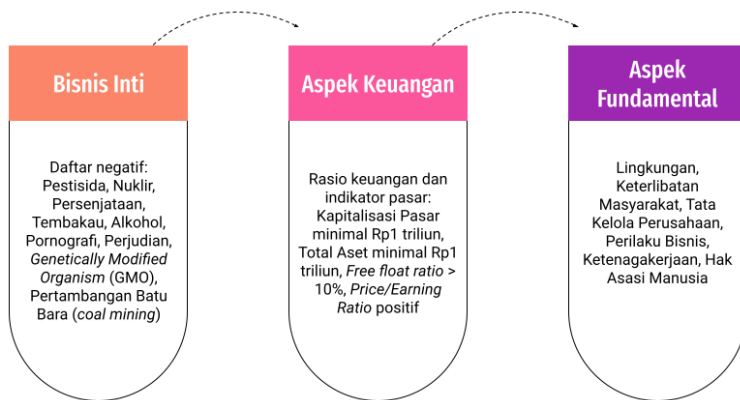 Bisnis Inti
Daftar negatif:
Pestisida, Nuklir,
Persenjataan,
Tembakau, Alkohol,
Pornografi, Perjudian,
Genetically Modified
Organism (GMO),
Pertambangan Batu
Bara (coal mining)
Aspek Keuangan
Rasio keuangan dan
indikator pasar:
Kapitalisasi Pasar
minimal Rp1 triliun,
Total Aset minimal Rp1
triliun, Free float ratio >
10%, Price/Earning
Ratio positif
Aspek
Fundamental
Lingkungan,
Keterlibatan
Masyarakat, Tata
Kelola Perusahaan,
Perilaku Bisnis,
Ketenagakerjaan, Hak
Asasi Manusia